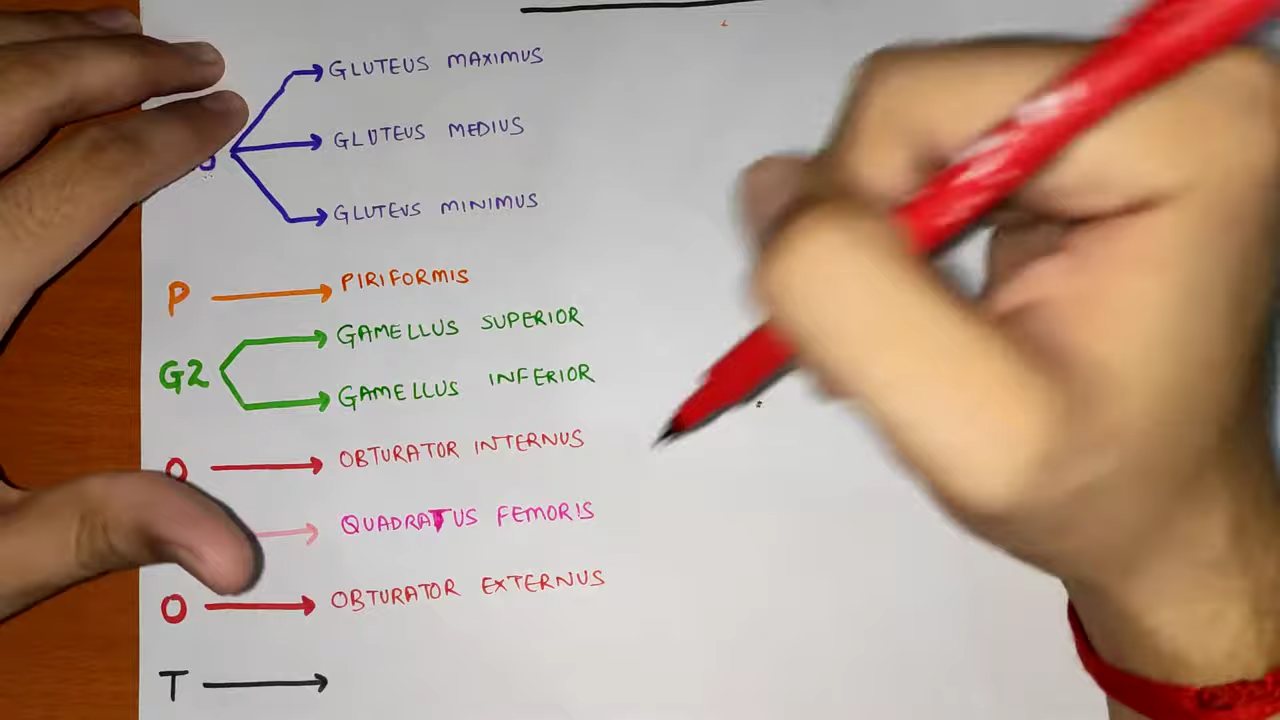 GLUTEUS MAXIMUS
GLUTEUS MEDIUS
GLUTEUS MINIMUS
P PIRIFORMIS
G2 GAMELLUS SUPERIOR
GAMELLUS INFERIOR
O OBTURATOR INTERNUS
QUADRATUS FEMORIS
O OBTURATOR EXTERNUS
T